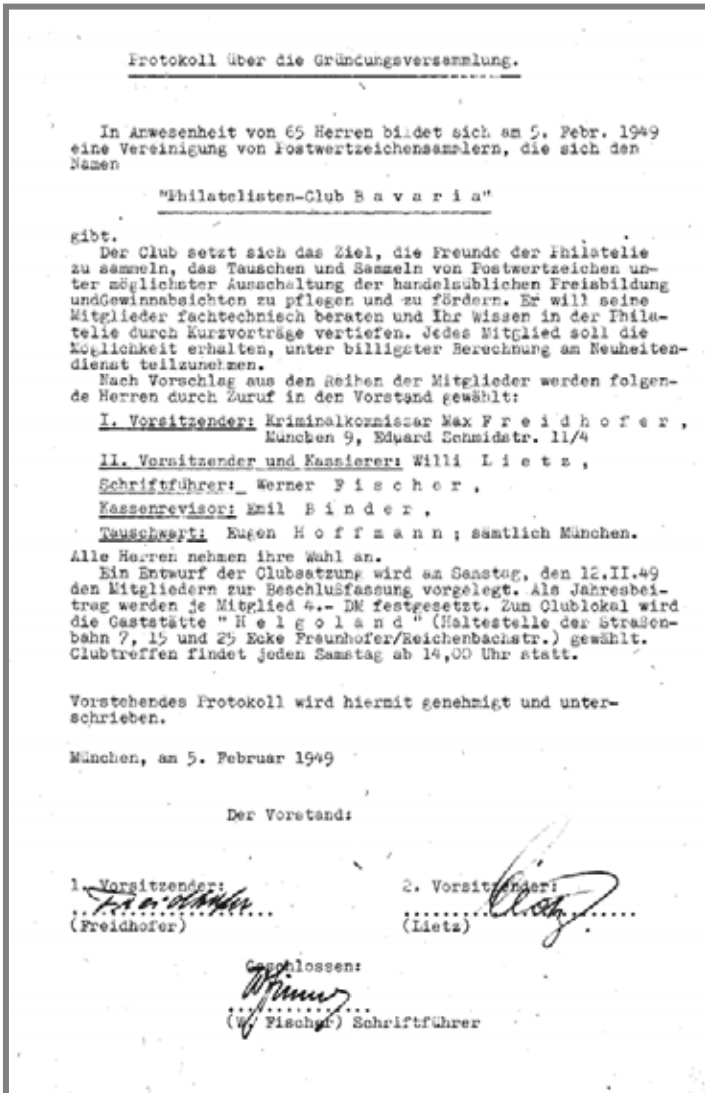 Protokoll über die Gründungsversammlung.
In Anwesenheit von 65 Herren bildet sich am 5. Febr. 1949
eine Vereinigung von Postwertzeichensammlern, die sich den
Namen
"Philatelisten-Club B a v a r i a"
gibt.
Der Club setzt sich das Ziel, die Freunde der Philatelie
zu sammeln, das Tauschen und Sammeln von Postwertzeichen un-
ter möglichster Ausschaltung der handelsüblichen Preisbildung
undGewinnabsichten zu pflegen und zu fördern. Er will seine
Mitglieder fachtechnisch beraten und Ihr Wissen in der Phila-
telie durch Kurzvorträge vertiefen. Jedes Mitglied soll die
Möglichkeit erhalten, unter billigster Berechnung am Neuheiten-
dienst teilzunehmen.
Nach Vorschlag aus den Reihen der Mitglieder werden folgen-
de Herren durch Zuruf in den Vorstand gewählt:
I. Vorsitzender: Kriminalkommissar Max F r e i d h o f e r ,
München 9, Eduard Schmidstr. 11/4
II. Vorsitzender und Kassierer: Willi L i e t z ,
Schriftführer: Werner F i s c h e r ,
Kassenrevisor: Emil B i n d e r ,
Tauschwart: Eugen H o f f m a n n ; sämtlich München.
Alle Herren nehmen ihre Wahl an.
Ein Entwurf der Clubsatzung wird am Samstag, den 12.II.49
den Mitgliedern zur Beschlußfassung vorgelegt. Als Jahresbei-
trag werden je Mitglied 4.- DM festgesetzt. Zum Clublokal wird
die Gaststätte " H e l g o l a n d " (Haltestelle der Straßen-
bahn 7, 15 und 25 Ecke Fraunhofer/Reichenbachstr.) gewählt.
Clubtreffen findet jeden Samstag ab 14,00 Uhr statt.
Vorstehendes Protokoll wird hiermit genehmigt und unter-
schrieben.
München, am 5. Februar 1949
Der Vorstand:
1. Vorsitzender: 2. Vorsitzender:
Freidhofer Lietz
(Freidhofer) (Lietz)
Geschlossen:
(W. Fischer) Schriftführer